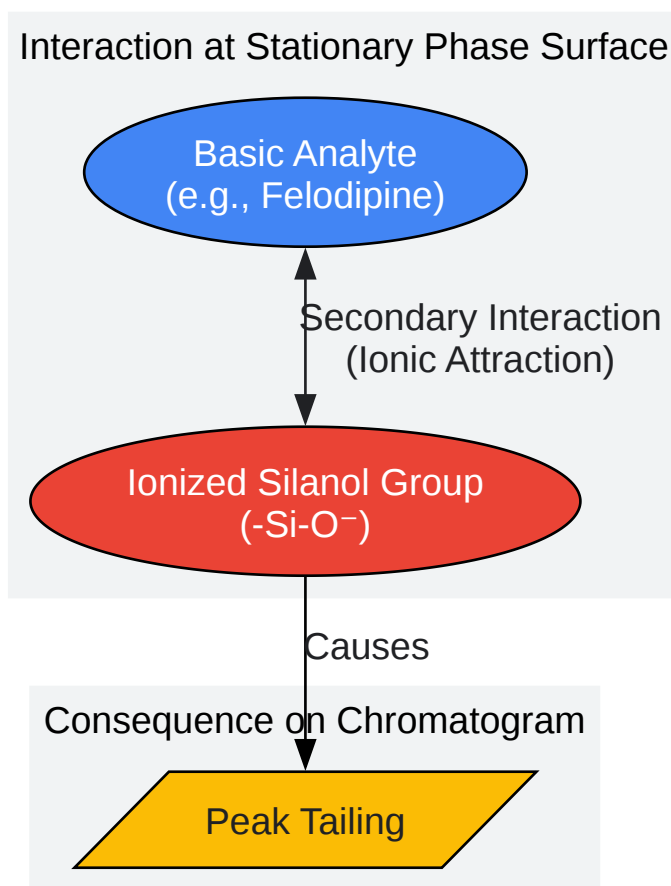 Interaction at Stationary Phase Surface
Basic Analyte
(e.g., Felodipine)
Secondary Interaction
(Ionic Attraction)
Ionized Silanol Group
(-Si-O⁻)
Causes
Consequence on Chromatogram
Peak Tailing